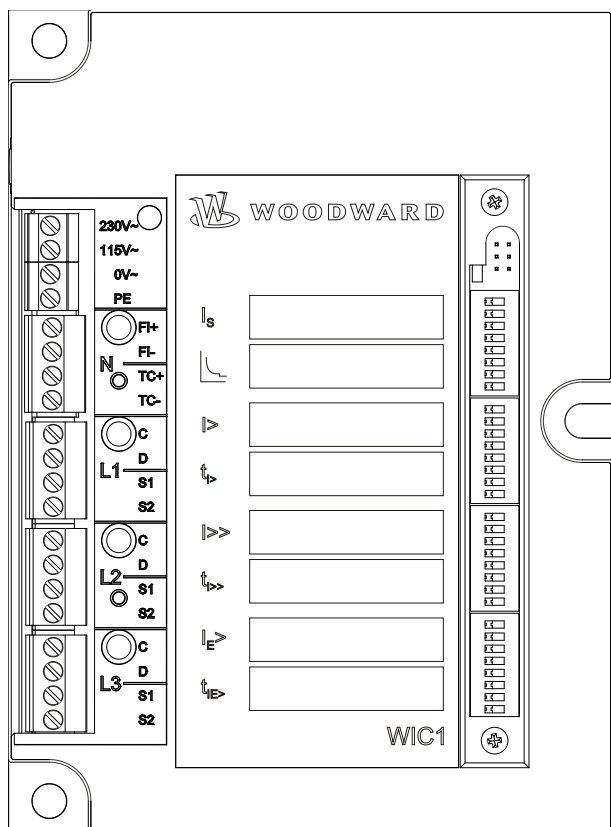 WOODWARD
230V~
115V~
0V~
PE
N
FI+
FI-
TC+
TC-
L1
C
D
S1
S2
L2
C
D
S1
S2
L3
C
D
S1
S2
IS
I>
tI>
I>>
tI>>
IE>
tIE>
WIC1